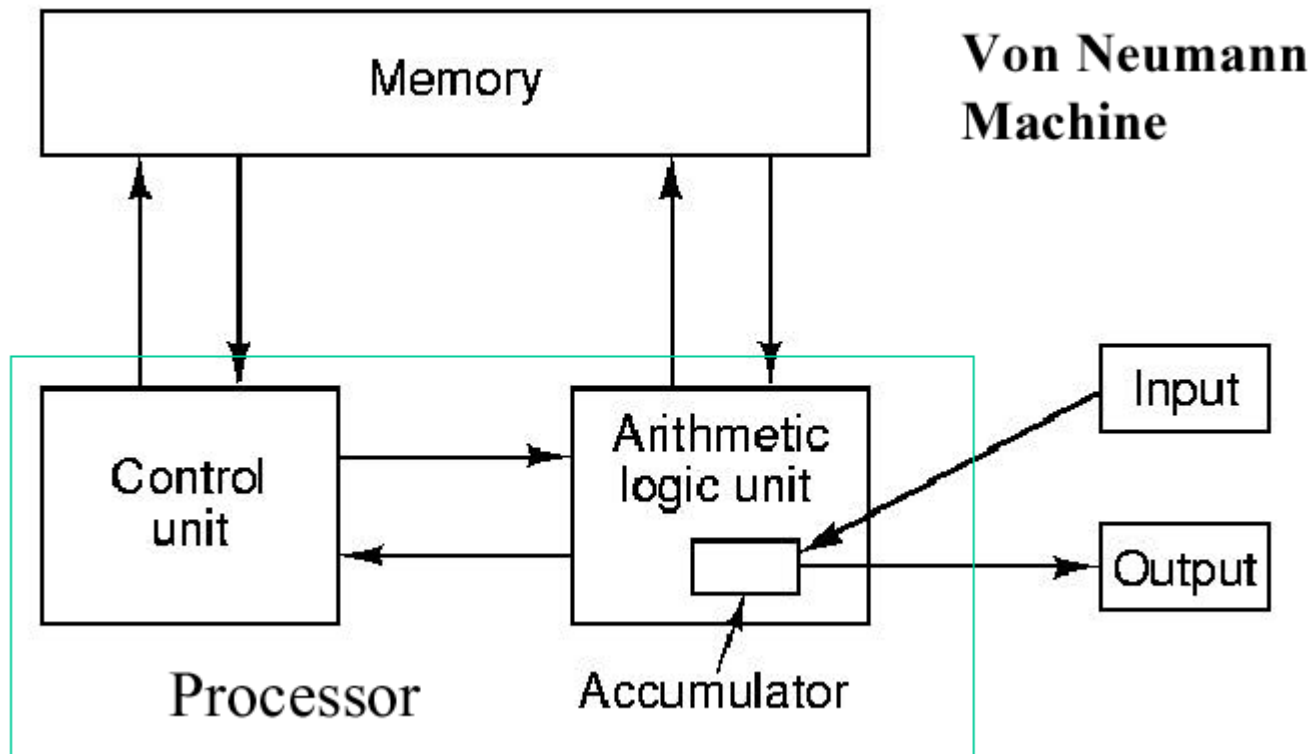 Memory
Von Neumann
Machine
Control
unit
Arithmetic
logic unit
Input
Output
Accumulator
Processor